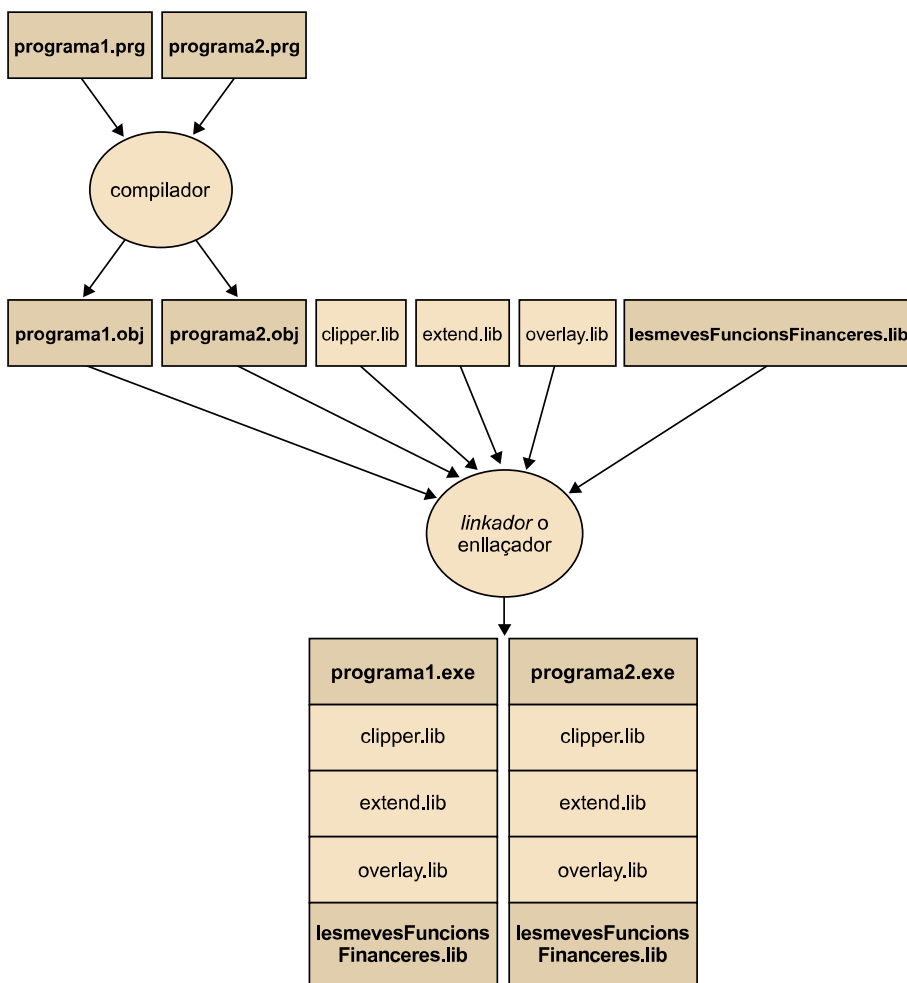 programa1.prg
programa2.prg
compilador
programa1.obj
programa2.obj
clipper.lib
extend.lib
overlay.lib
lesmevesFuncionsFinanceres.lib
linkador o
enllaçador
programa1.exe
programa2.exe
clipper.lib
clipper.lib
extend.lib
extend.lib
overlay.lib
overlay.lib
lesmevesFuncions
Financeres.lib
lesmevesFuncions
Financeres.lib